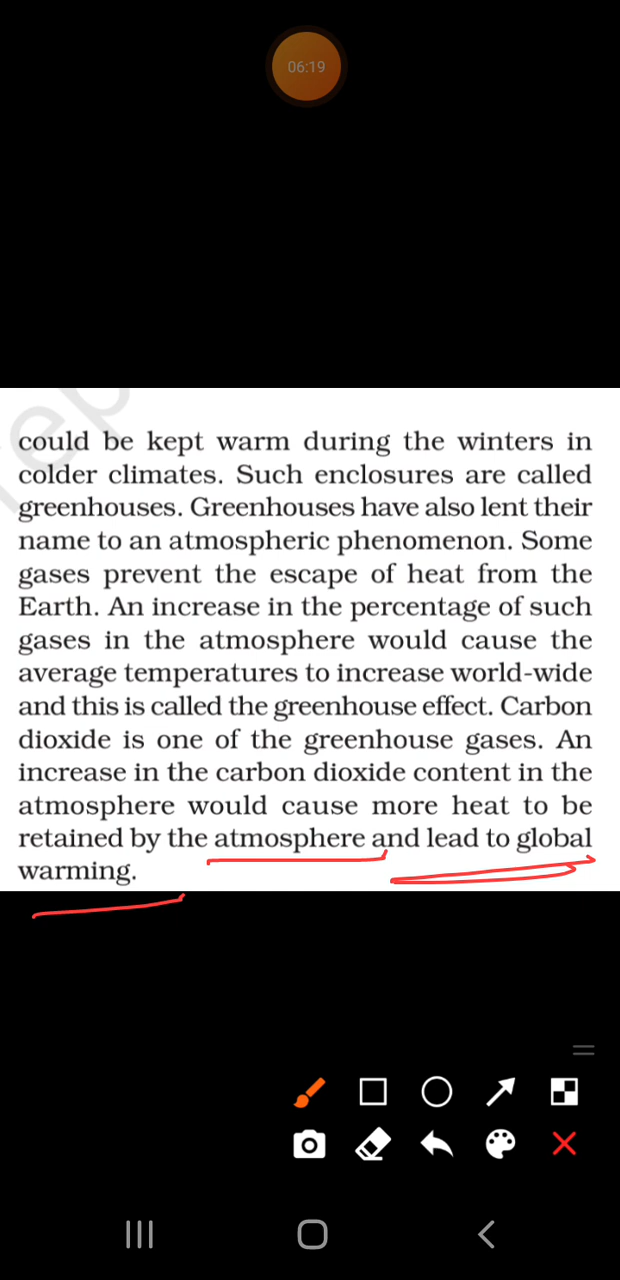 06:19
could be kept warm during the winters in
colder climates. Such enclosures are called
greenhouses. Greenhouses have also lent their
name to an atmospheric phenomenon. Some
gases prevent the escape of heat from the
Earth. An increase in the percentage of such
gases in the atmosphere would cause the
average temperatures to increase world-wide
and this is called the greenhouse effect. Carbon
dioxide is one of the greenhouse gases. An
increase in the carbon dioxide content in the
atmosphere would cause more heat to be
retained by the atmosphere and lead to global
warming.